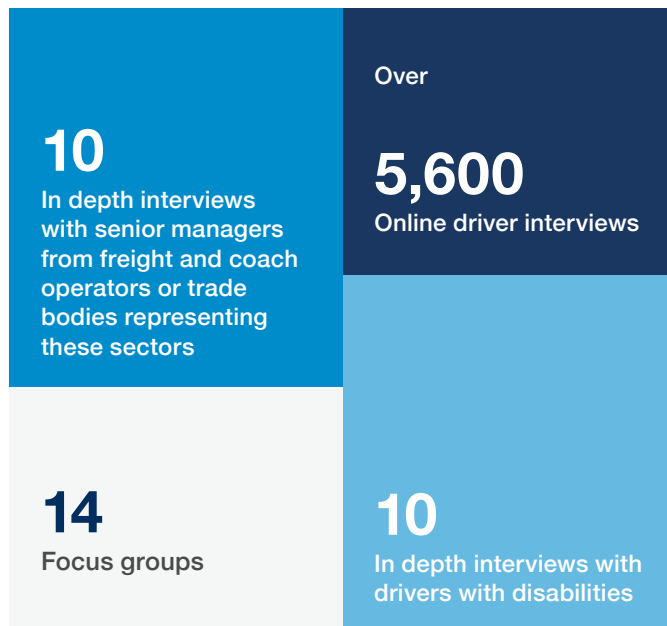 10
In depth interviews
with senior managers
from freight and coach
operators or trade
bodies representing
these sectors
Over
5,600
Online driver interviews
14
Focus groups
10
In depth interviews with
drivers with disabilities